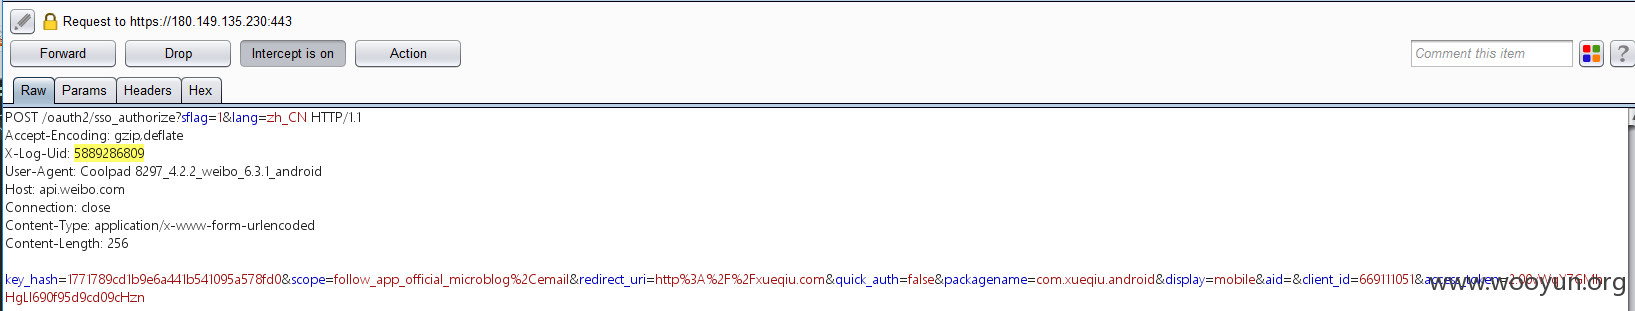 Request to https://180.149.135.230:443
Forward Drop Intercept is on Action Comment this item ?
Raw Params Headers Hex
POST /oauth2/sso_authorize?sflag=1&lang=zh_CN HTTP/1.1
Accept-Encoding: gzip,deflate
X-Log-Uid: 5889286809
User-Agent: Coolpad 8297_4.2.2_weibo_6.3.1_android
Host: api.weibo.com
Connection: close
Content-Type: application/x-www-form-urlencoded
Content-Length: 256
key_hash=1771789cd1b9e6a441b541095a578fd0&scope=follow_app_official_microblog%2Cemail&redirect_uri=http%3A%2F%2Fxueqiu.com&quick_auth=false&packagename=com.xueqiu.android&display=mobile&aid=&client_id=669111051&access_token=
HgLI690f95d9cd09cHzn
www.wooyun.org